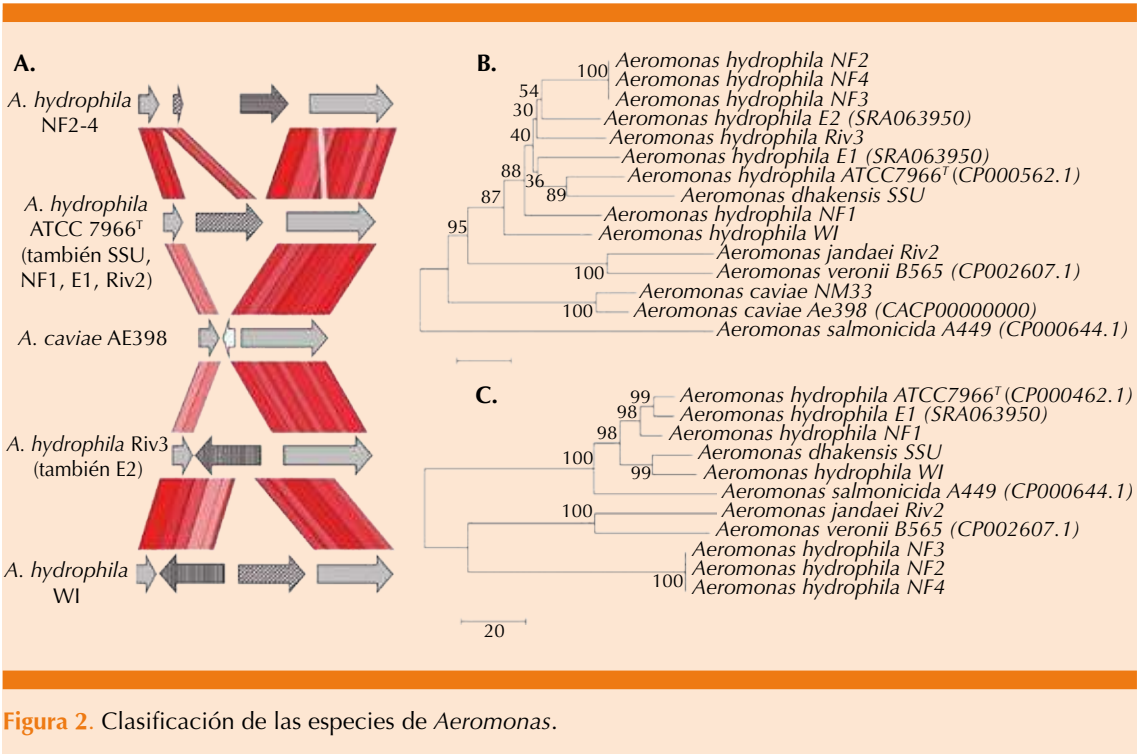 A.
A. hydrophila
NF2-4
A. hydrophila
ATCC 7966ᵀ
(también SSU,
NF1, E1, Riv2)
A. caviae AE398
A. hydrophila Riv3
(también E2)
A. hydrophila
WI
B.
Aeromonas hydrophila NF2
100
Aeromonas hydrophila NF4
Aeromonas hydrophila NF3
54
30
Aeromonas hydrophila E2 (SRA063950)
40
Aeromonas hydrophila Riv3
Aeromonas hydrophila E1 (SRA063950)
88
36
Aeromonas hydrophila ATCC7966ᵀ (CP000562.1)
87
89
Aeromonas dhakensis SSU
Aeromonas hydrophila NF1
95
Aeromonas hydrophila WI
Aeromonas jandaei Riv2
100
Aeromonas veronii B565 (CP002607.1)
Aeromonas caviae NM33
100
Aeromonas caviae Ae398 (CACP00000000)
Aeromonas salmonicida A449 (CP000644.1)
C.
99
Aeromonas hydrophila ATCC7966ᵀ (CP000462.1)
98
Aeromonas hydrophila E1 (SRA063950)
98
Aeromonas hydrophila NF1
100
Aeromonas dhakensis SSU
99
Aeromonas hydrophila WI
Aeromonas salmonicida A449 (CP000644.1)
100
Aeromonas jandaei Riv2
Aeromonas veronii B565 (CP002607.1)
Aeromonas hydrophila NF3
Aeromonas hydrophila NF2
100
Aeromonas hydrophila NF4
20
Figura 2. Clasificación de las especies de Aeromonas.